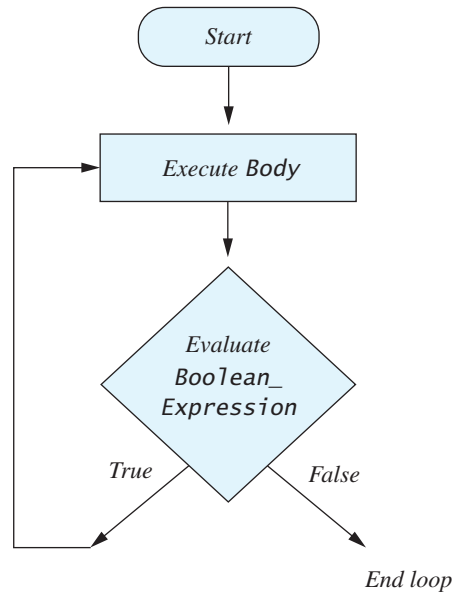 Start
Execute Body
Evaluate
Boolean_
Expression
True
False
End loop